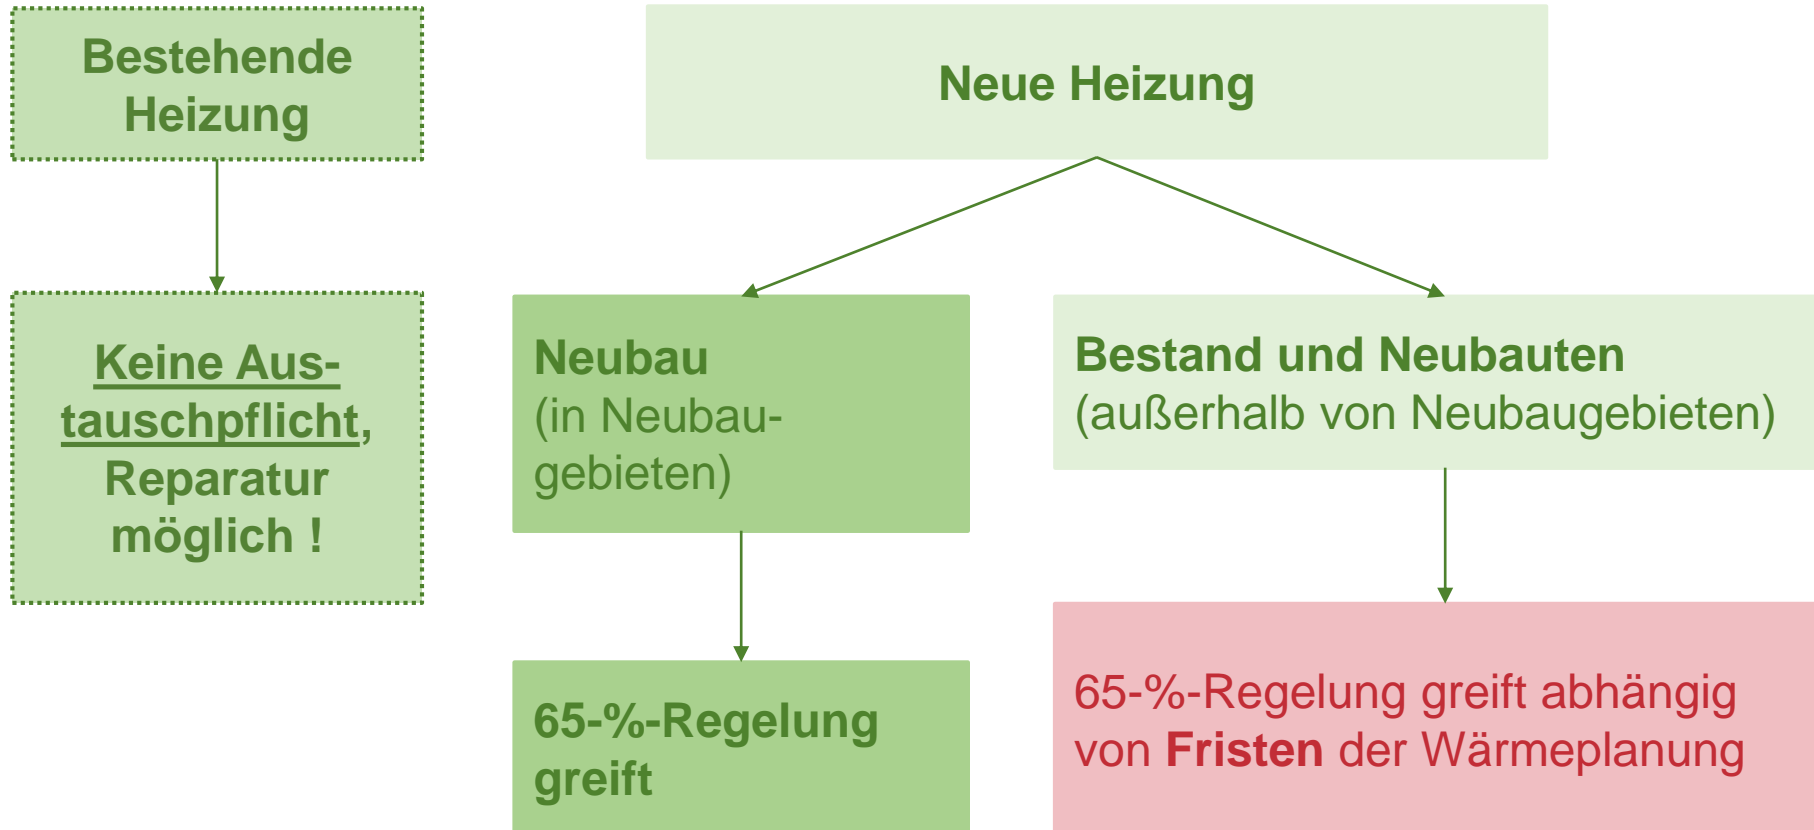 Bestehende
Heizung
Neue Heizung
Keine Aus-
tauschpflicht,
Reparatur
möglich !
Neubau
(in Neubau-
gebieten)
Bestand und Neubauten
(außerhalb von Neubaugebieten)
65-%-Regelung
greift
65-%-Regelung greift abhängig
von Fristen der Wärmeplanung